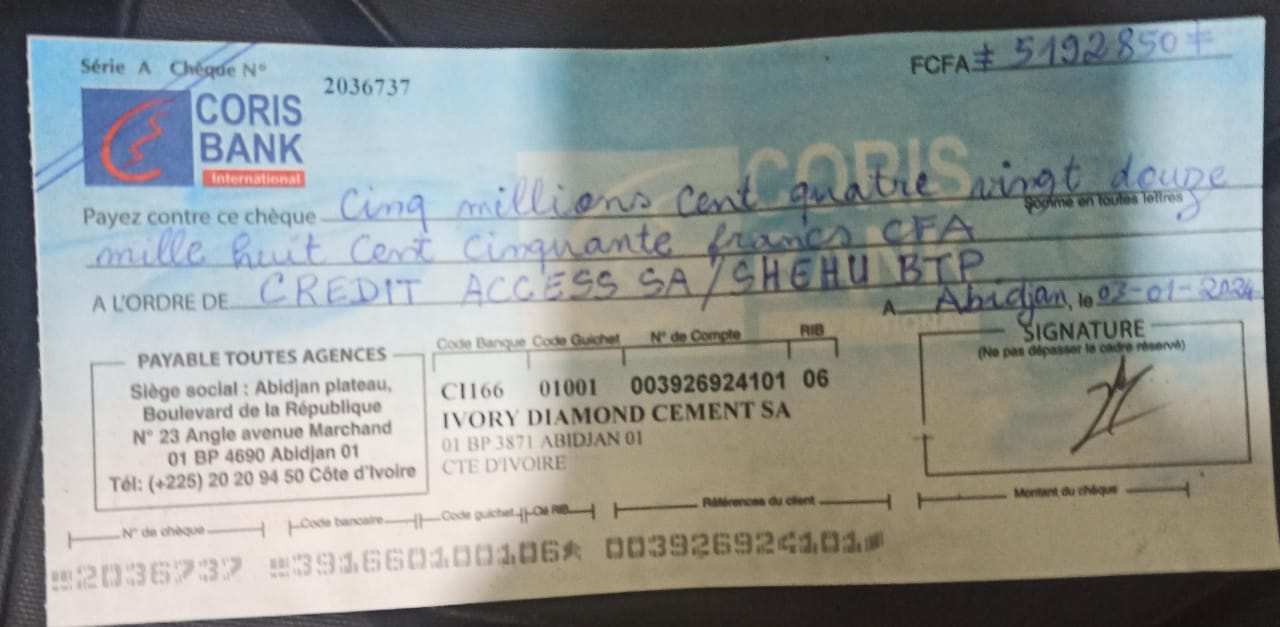 Série A Chèque N° 2036737
FCFA # 5192850 #
CORIS
BANK
International
CORIS
Payez contre ce chèque Cinq millions cent quatre vingt douze
Somme en toutes lettres
mille huit cent cinquante francs CFA
A L'ORDRE DE CREDIT ACCESS SA/SHEHU BTP
A Abidjan, le 03-01-2024
PAYABLE TOUTES AGENCES
Siège social : Abidjan plateau,
Boulevard de la République
N° 23 Angle avenue Marchand
01 BP 4690 Abidjan 01
Tél: (+225) 20 20 94 50 Côte d'Ivoire
Code Banque Code Guichet N° de Compte RIB
CI166 01001 003926924101 06
IVORY DIAMOND CEMENT SA
01 BP 3871 ABIDJAN 01
CTE D'IVOIRE
SIGNATURE
(Ne pas dépasser le cadre réservé)
N° de chèque Code bancaire Code guichet Clé RIB Références du client Montant du chèque
2036737 391660100106 003926924101